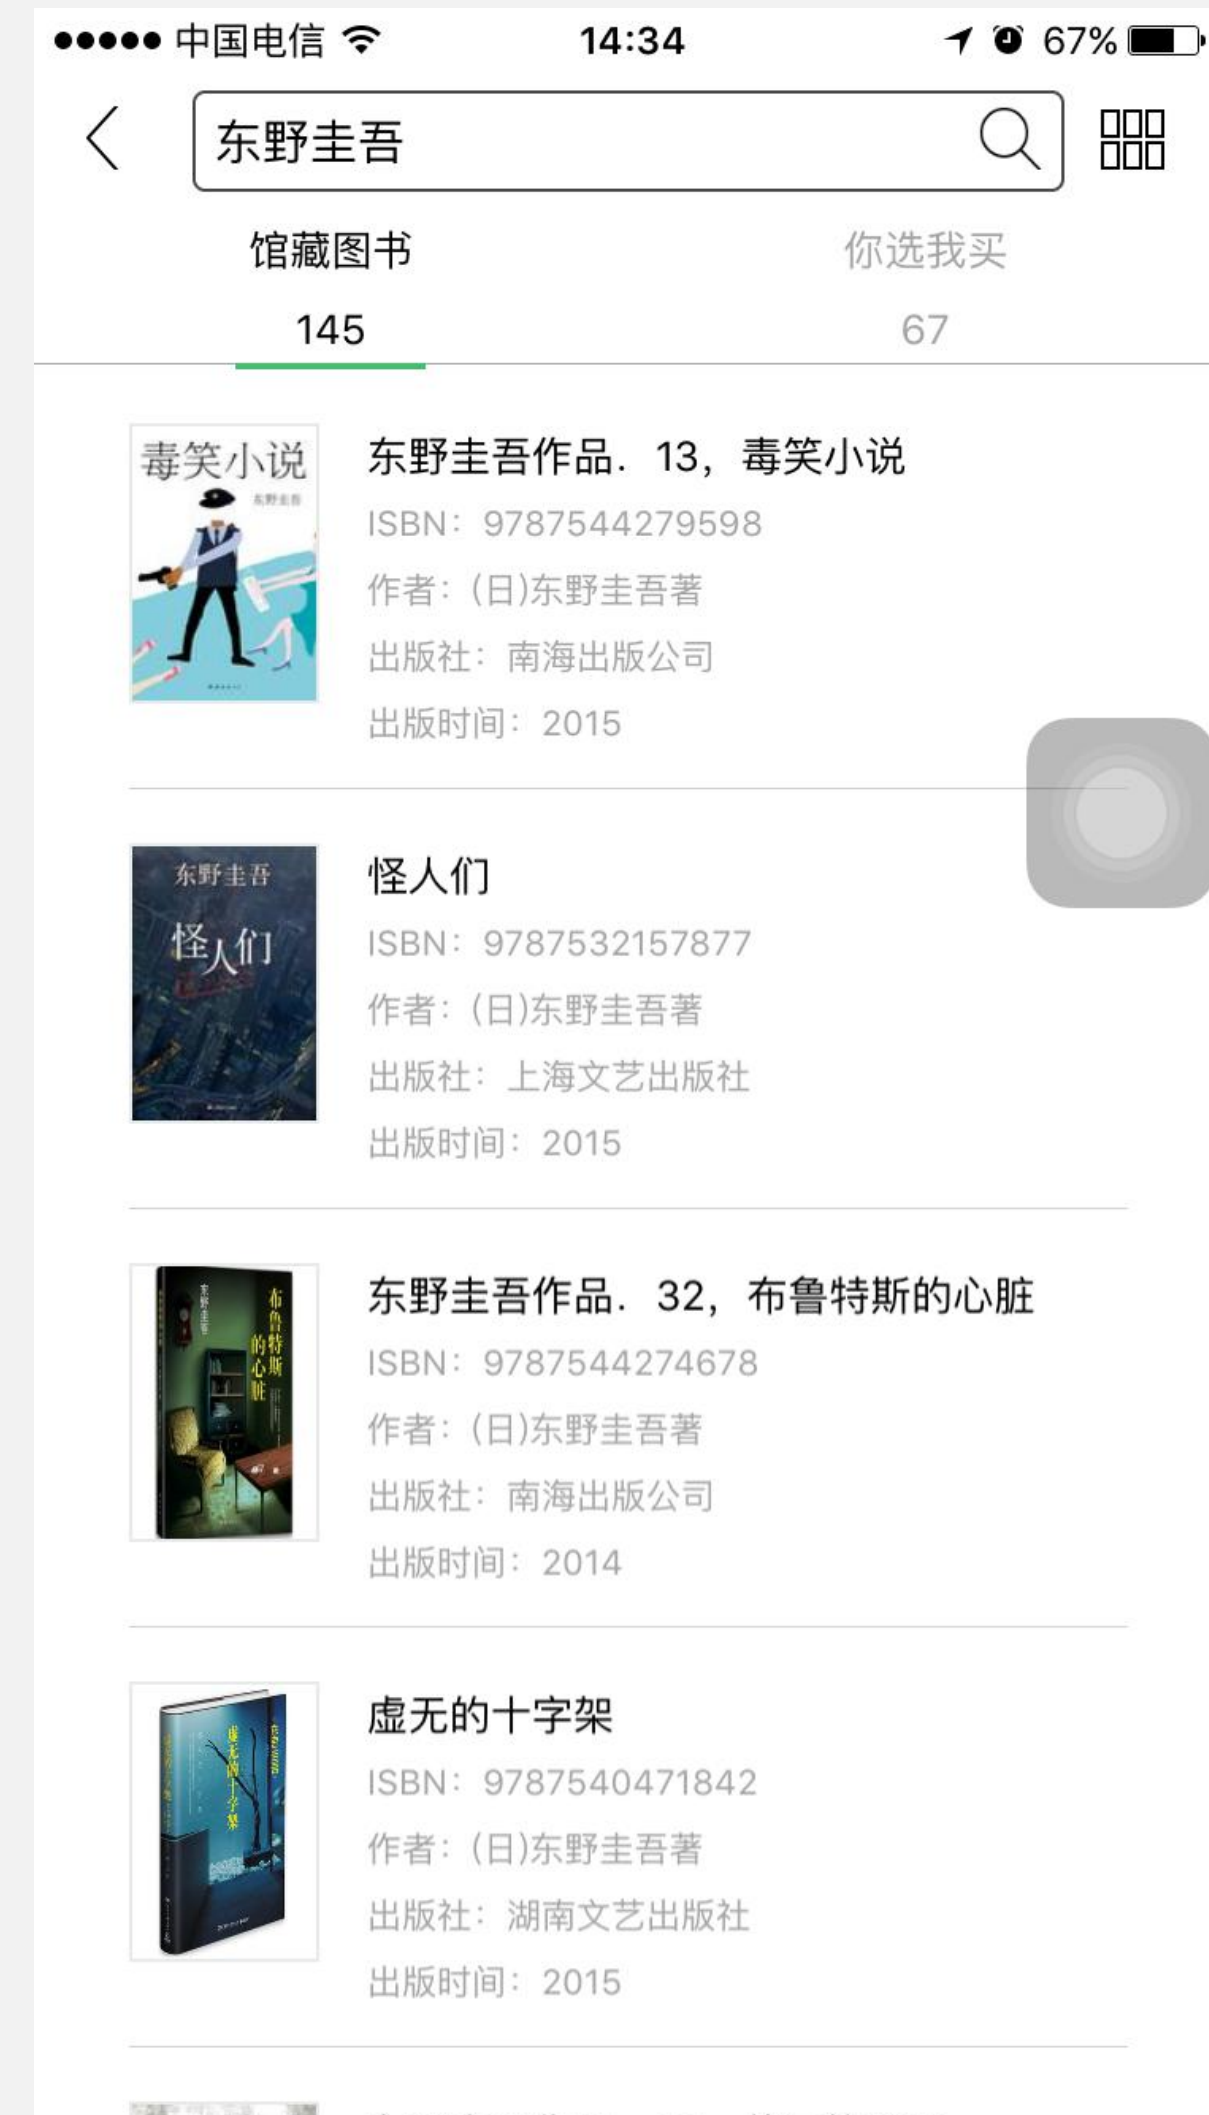 中国电信 14:34 67%
东野圭吾
馆藏图书 你选我买
145 67
毒笑小说
东野圭吾
东野圭吾作品．13，毒笑小说
ISBN：9787544279598
作者：(日)东野圭吾著
出版社：南海出版公司
出版时间：2015
东野圭吾
怪人们
怪人们
ISBN：9787532157877
作者：(日)东野圭吾著
出版社：上海文艺出版社
出版时间：2015
东野圭吾
布鲁特斯
的心脏
东野圭吾作品．32，布鲁特斯的心脏
ISBN：9787544274678
作者：(日)东野圭吾著
出版社：南海出版公司
出版时间：2014
虚无的十字架
虚无的十字架
ISBN：9787540471842
作者：(日)东野圭吾著
出版社：湖南文艺出版社
出版时间：2015